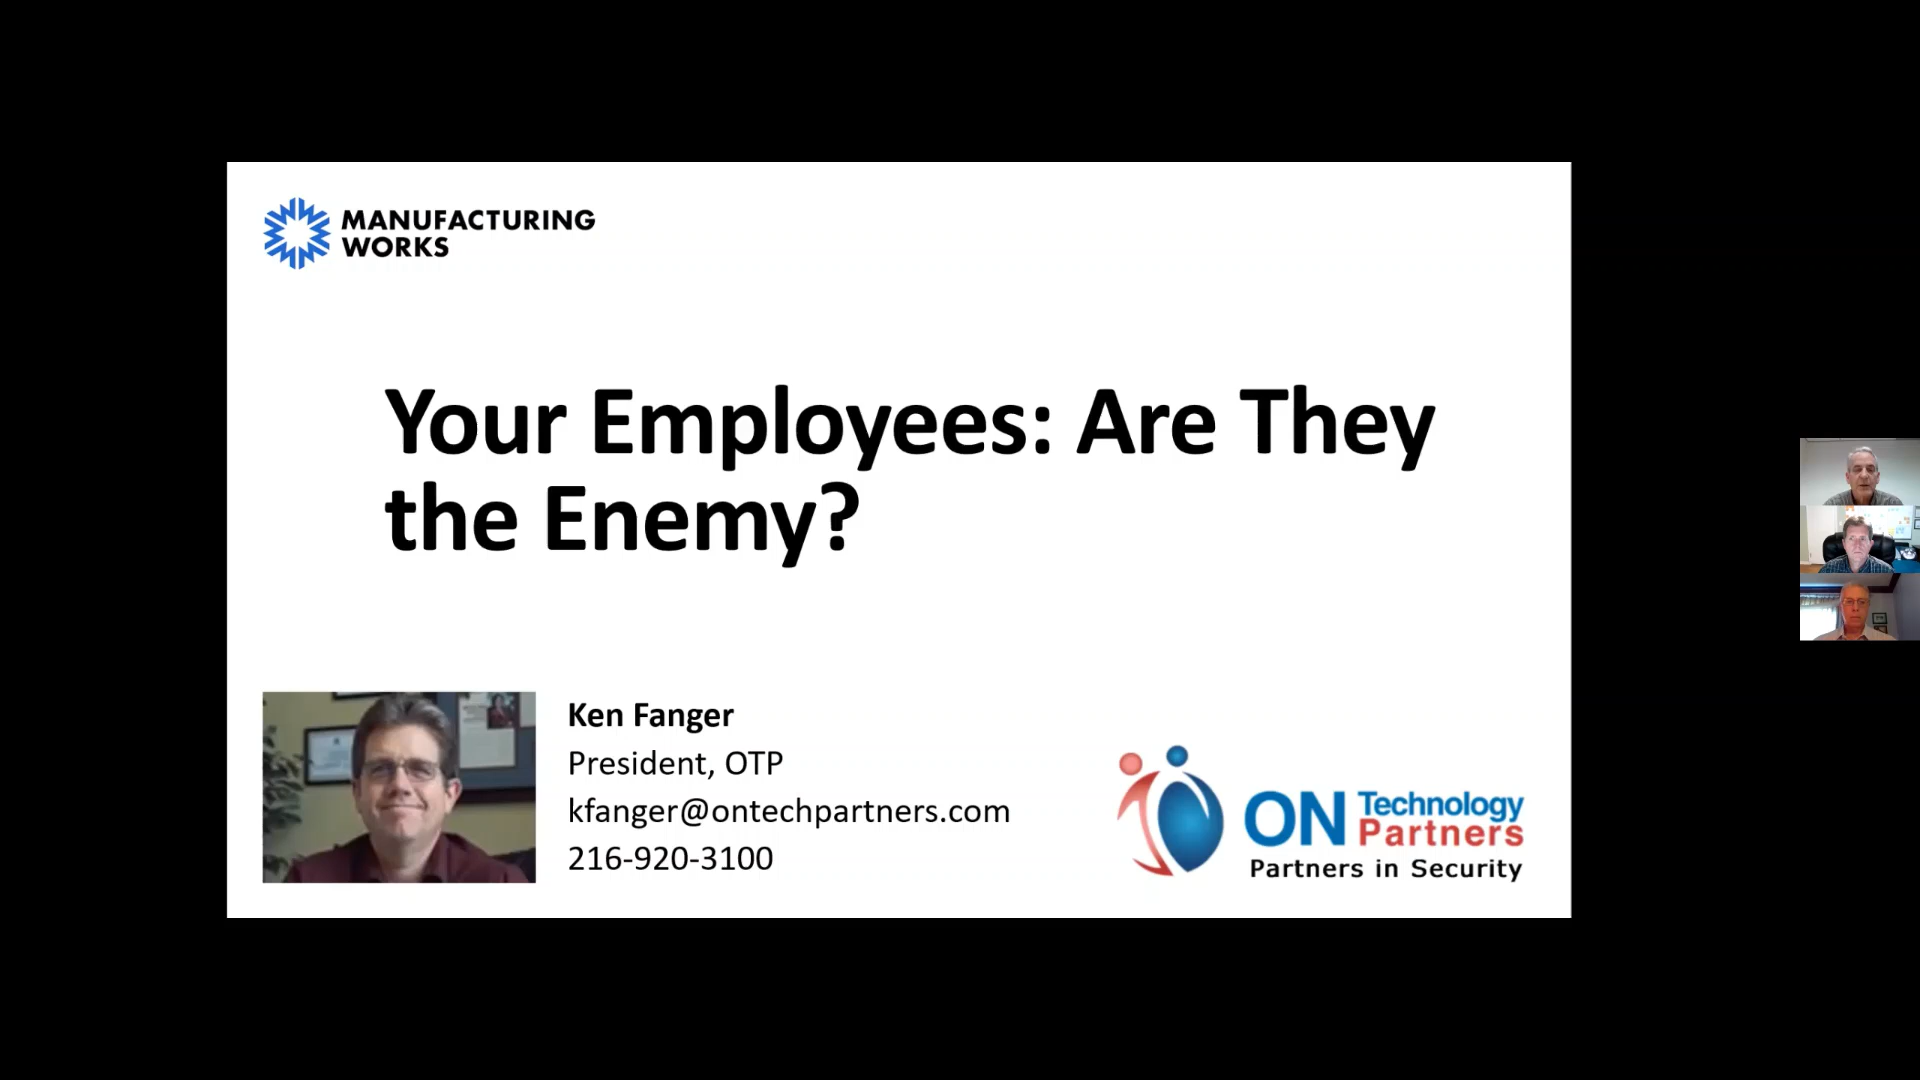 MANUFACTURING
WORKS
Your Employees: Are They
the Enemy?
Ken Fanger
President, OTP
kfanger@ontechpartners.com
216-920-3100
ON Technology
Partners
Partners in Security